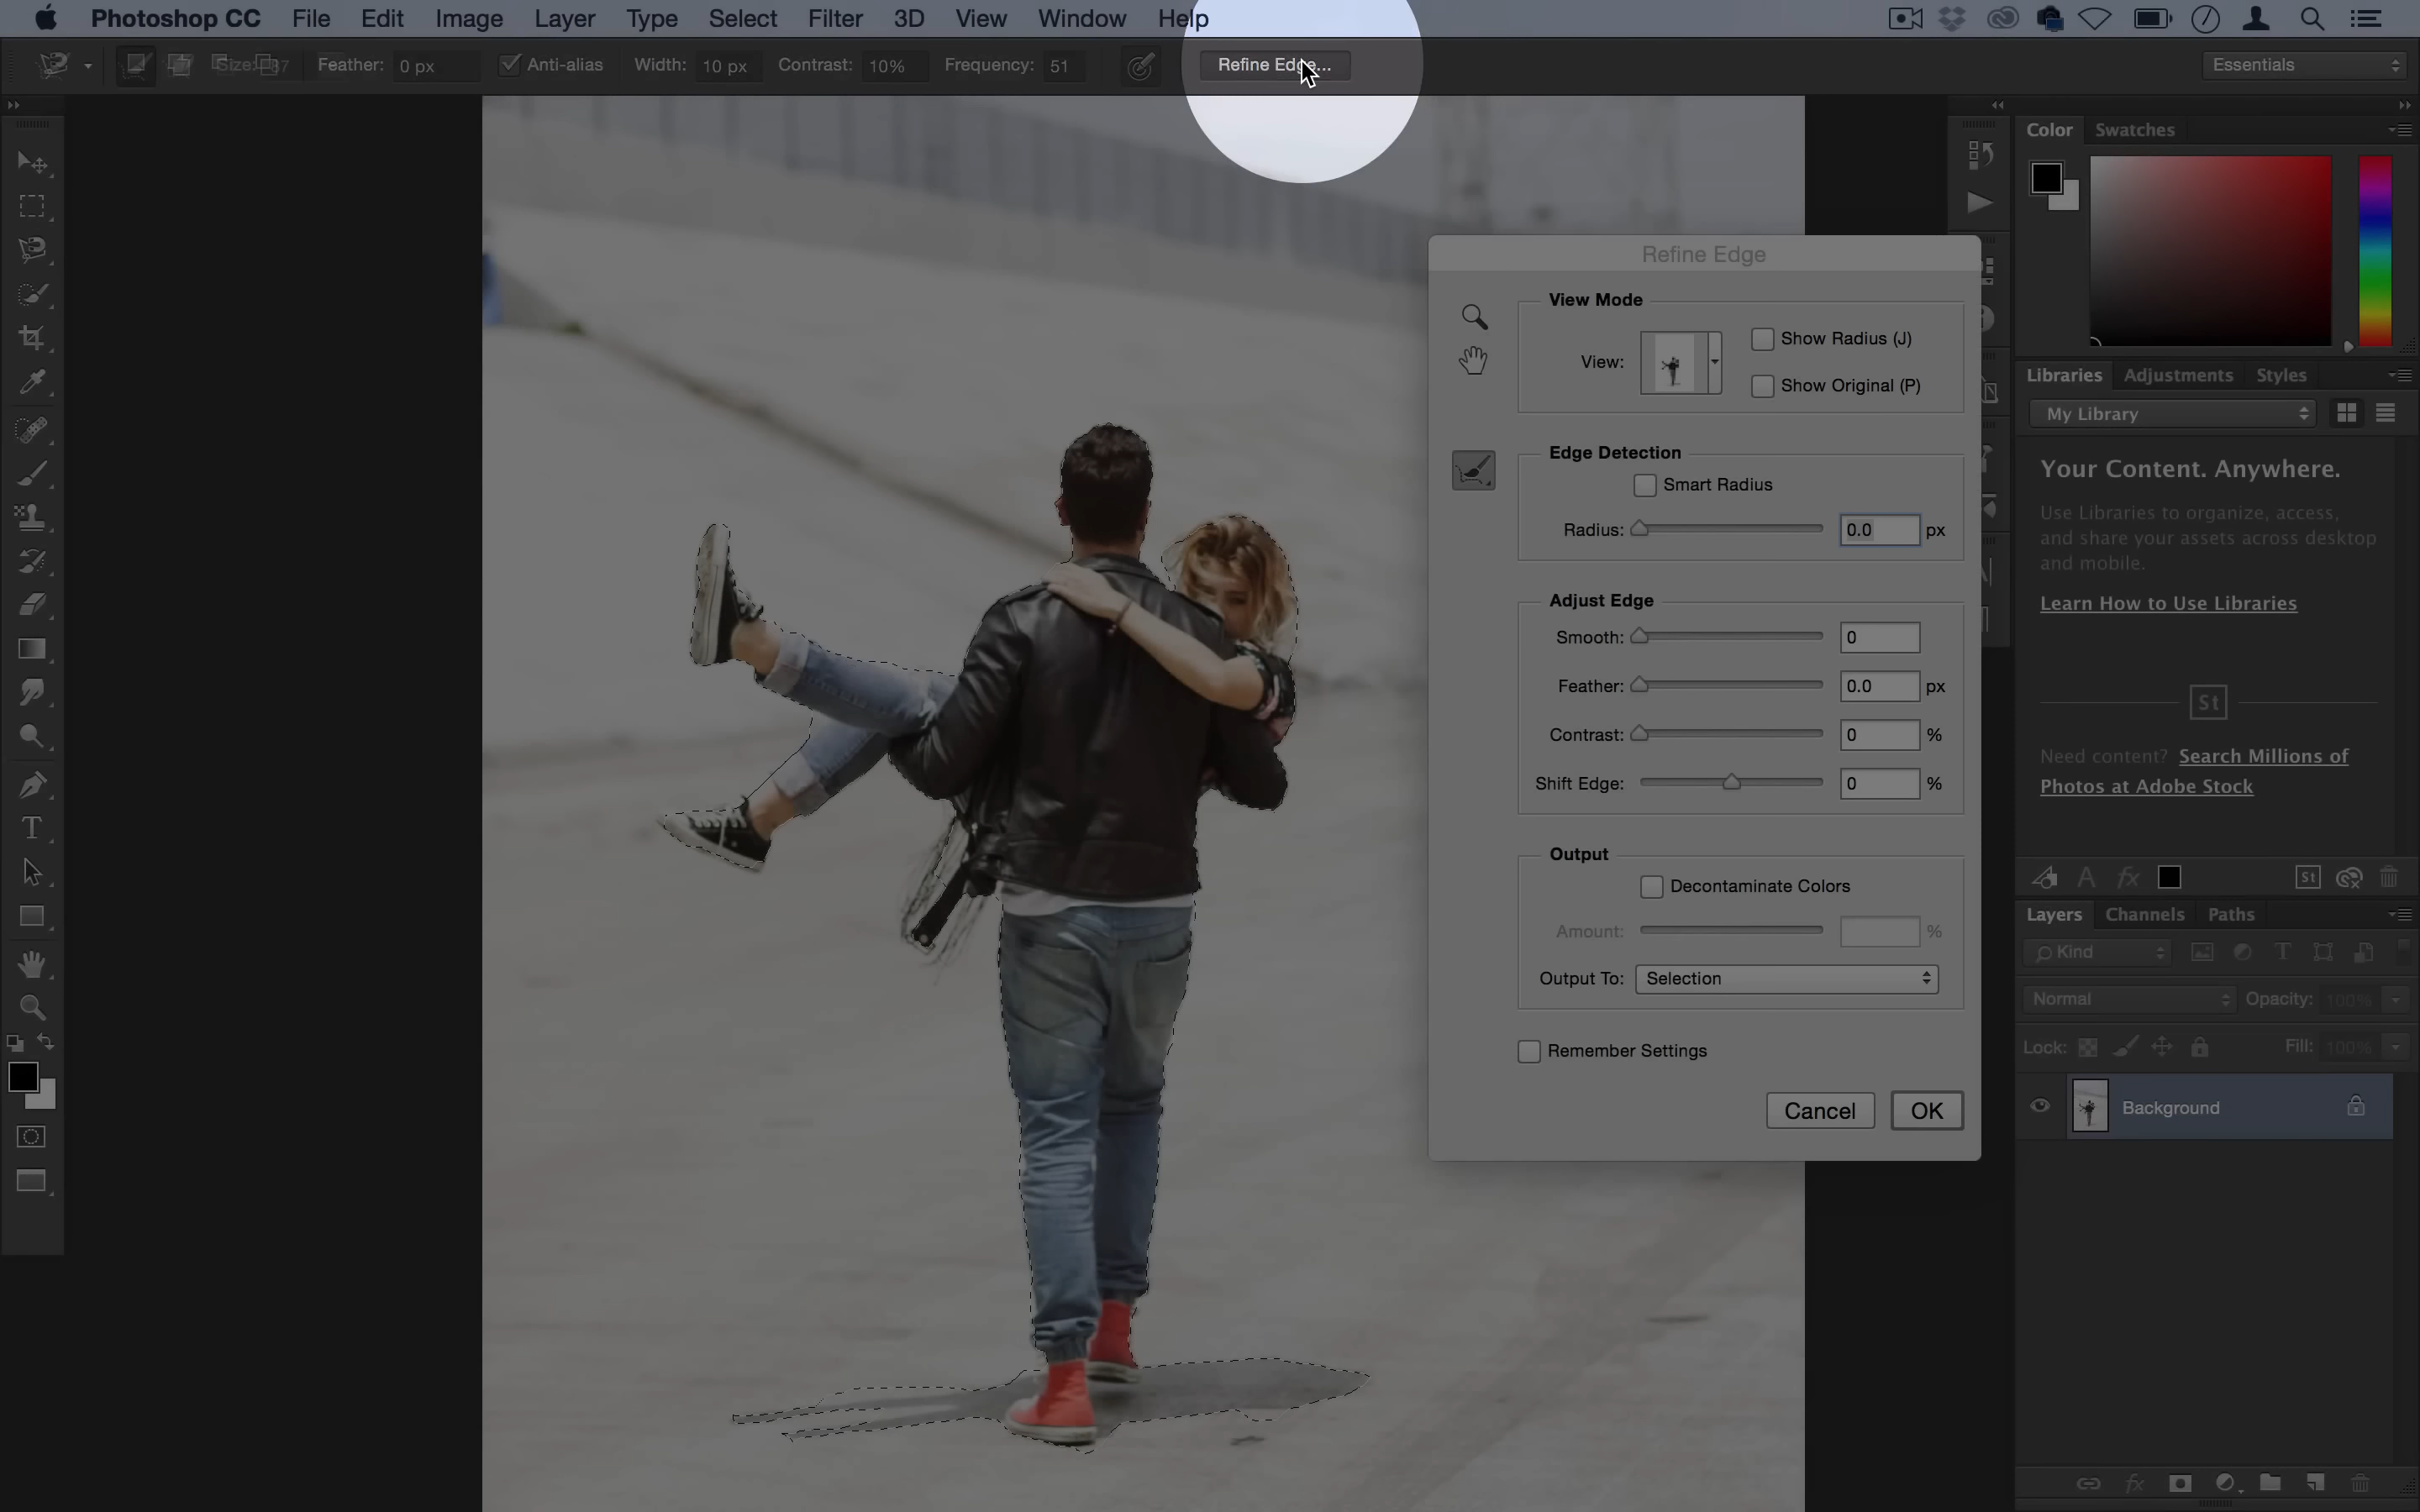 Photoshop CC File Edit Image Layer Type Select Filter 3D View Window Help
Feather: 0 px Anti-alias Width: 10 px Contrast: 10% Frequency: 51 Refine Edge... Essentials
Color Swatches
Refine Edge
View Mode
View:
Show Radius (J)
Show Original (P)
Edge Detection
Smart Radius
Radius: 0.0 px
Adjust Edge
Smooth: 0
Feather: 0.0 px
Contrast: 0 %
Shift Edge: 0 %
Output
Decontaminate Colors
Amount: %
Output To: Selection
Remember Settings
Cancel OK
Libraries Adjustments Styles
My Library
Your Content. Anywhere.
Use Libraries to organize, access,
and share your assets across desktop
and mobile.
Learn How to Use Libraries
St
Need content? Search Millions of
Photos at Adobe Stock
A fx St
Layers Channels Paths
Kind T
Normal Opacity: 100%
Lock: Fill: 100%
Background
fx